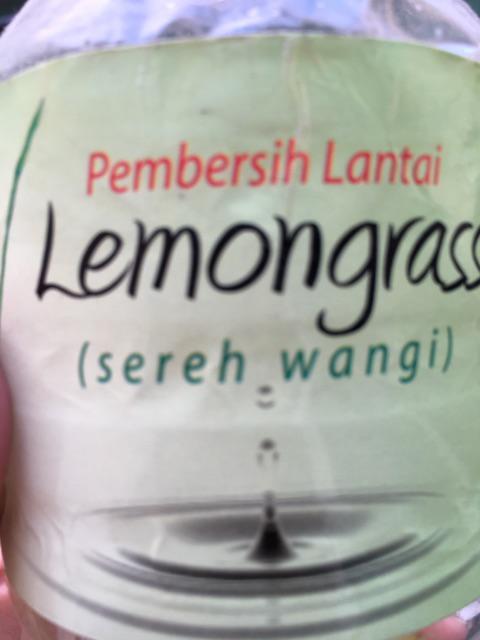 Pembersih Lantai
Lemongrass
(sereh wangi)